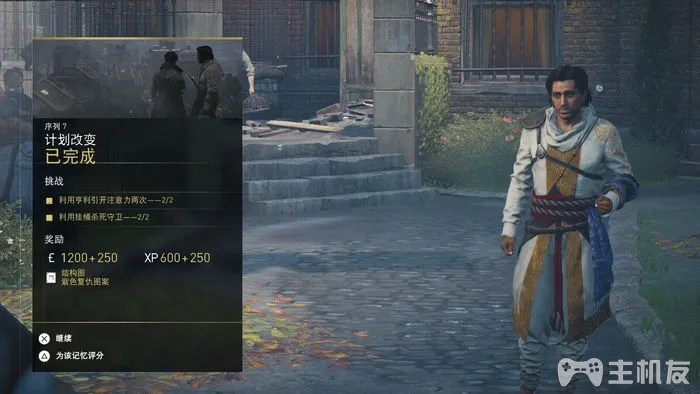 序列 7
计划改变
已完成
挑战
利用亨利引开注意力两次——2/2
利用挂桶杀死守卫——2/2
奖励
£ 1200+250 XP 600+250
结构图
紫色复仇图案
继续
为该记忆评分
主机友